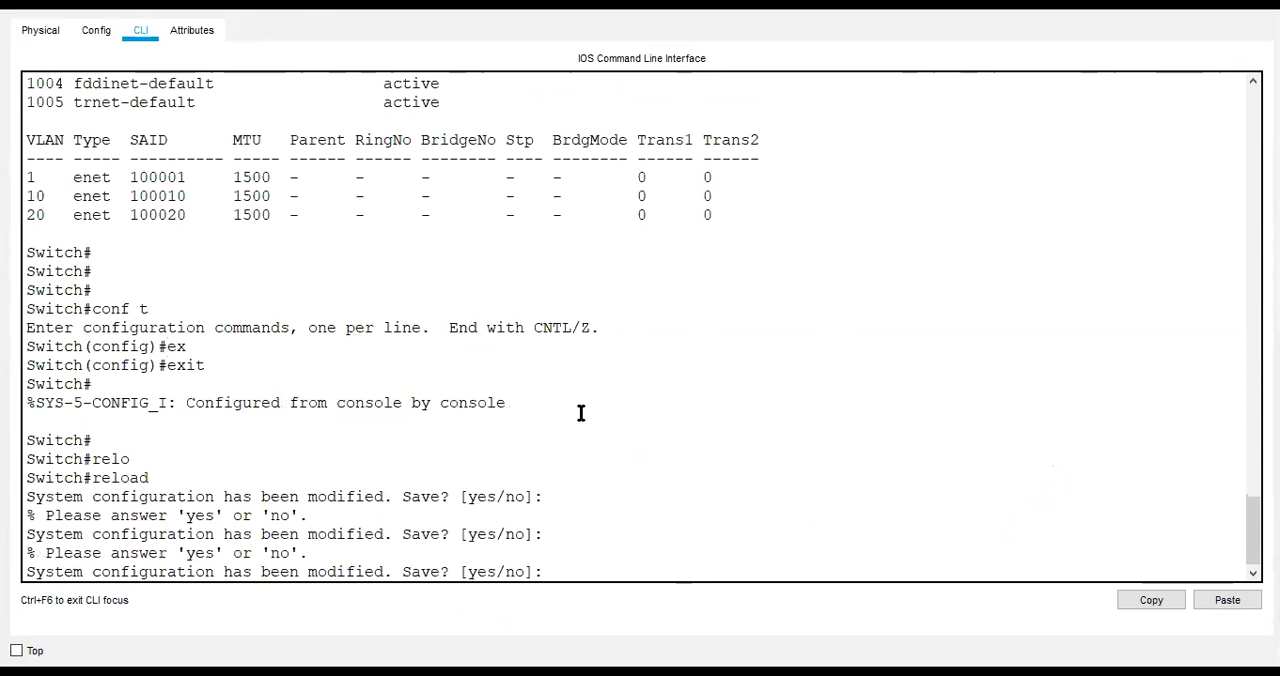 Physical Config CLI Attributes
IOS Command Line Interface
1004 fddinet-default active
1005 trnet-default active
VLAN Type SAID MTU Parent RingNo BridgeNo Stp BrdgMode Trans1 Trans2
---- ----- ---------- ----- ------ ------ -------- ---- -------- ------ ------
1 enet 100001 1500 - - - - - 0 0
10 enet 100010 1500 - - - - - 0 0
20 enet 100020 1500 - - - - - 0 0
Switch#
Switch#
Switch#
Switch#conf t
Enter configuration commands, one per line. End with CNTL/Z.
Switch(config)#ex
Switch(config)#exit
Switch#
%SYS-5-CONFIG_I: Configured from console by console
Switch#
Switch#relo
Switch#reload
System configuration has been modified. Save? [yes/no]:
% Please answer 'yes' or 'no'.
System configuration has been modified. Save? [yes/no]:
% Please answer 'yes' or 'no'.
System configuration has been modified. Save? [yes/no]:
Ctrl+F6 to exit CLI focus
Copy Paste
Top